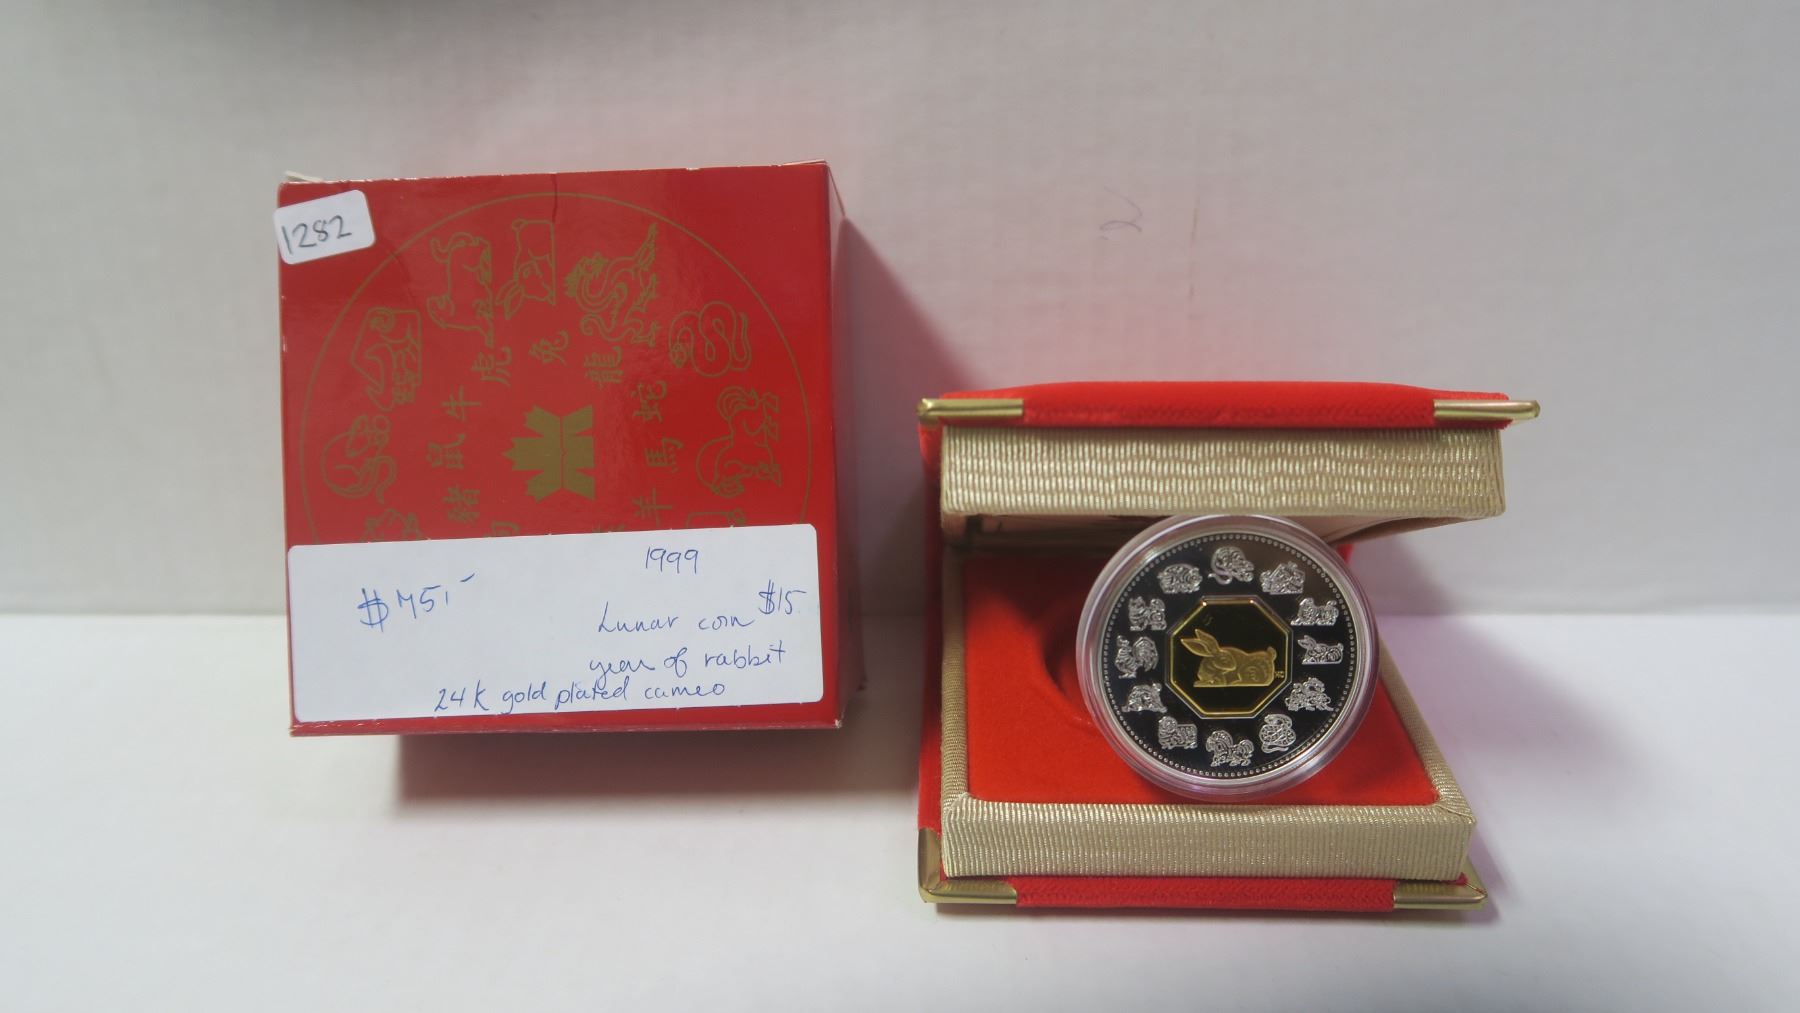 1282
虎 兔 龍
牛 蛇
鼠 馬
豬 羊
1999
$75.-
Lunar coin $15
year of rabbit
24k gold plated cameo